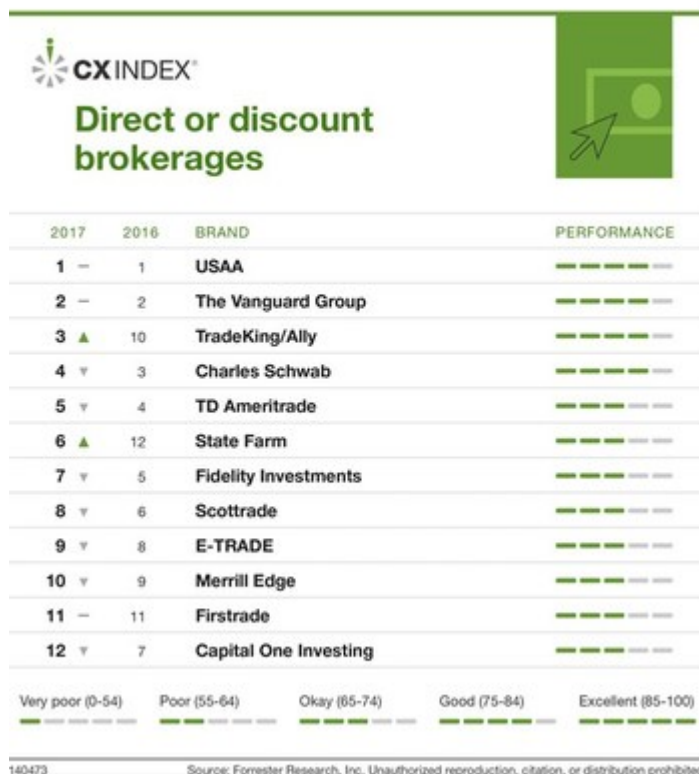 CXINDEX®
Direct or discount
brokerages
2017 2016 BRAND PERFORMANCE
1 – 1 USAA
2 – 2 The Vanguard Group
3 ▲ 10 TradeKing/Ally
4 ▼ 3 Charles Schwab
5 ▼ 4 TD Ameritrade
6 ▲ 12 State Farm
7 ▼ 5 Fidelity Investments
8 ▼ 6 Scottrade
9 ▼ 8 E-TRADE
10 ▼ 9 Merrill Edge
11 – 11 Firstrade
12 ▼ 7 Capital One Investing
Very poor (0-54) Poor (55-64) Okay (65-74) Good (75-84) Excellent (85-100)
140473 Source: Forrester Research, Inc. Unauthorized reproduction, citation, or distribution prohibited